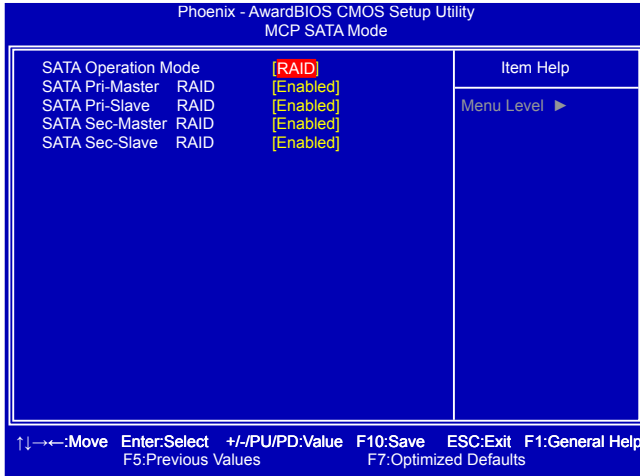 Phoenix - AwardBIOS CMOS Setup Utility
MCP SATA Mode
SATA Operation Mode [RAID]
SATA Pri-Master RAID [Enabled]
SATA Pri-Slave RAID [Enabled]
SATA Sec-Master RAID [Enabled]
SATA Sec-Slave RAID [Enabled]
Item Help
Menu Level ►
↑↓→←:Move Enter:Select +/-/PU/PD:Value F10:Save ESC:Exit F1:General Help
F5:Previous Values F7:Optimized Defaults